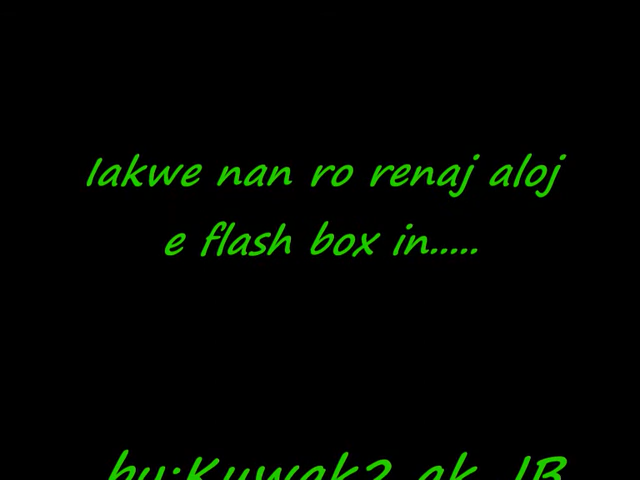 Iakwe nan ro renaj aloj
e flash box in.....
by:Kuwak2 ak JB